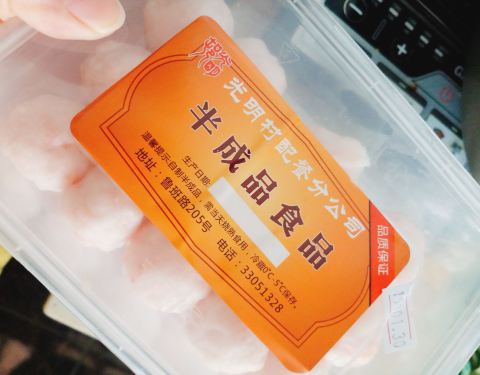 光明村配餐分公司
半成品食品
生产日期:
温馨提示自制半成品,需当天烧熟食用,冷藏0℃-5℃保存。
地址:鲁班路205号 电话:33051328
品质保证
01.30